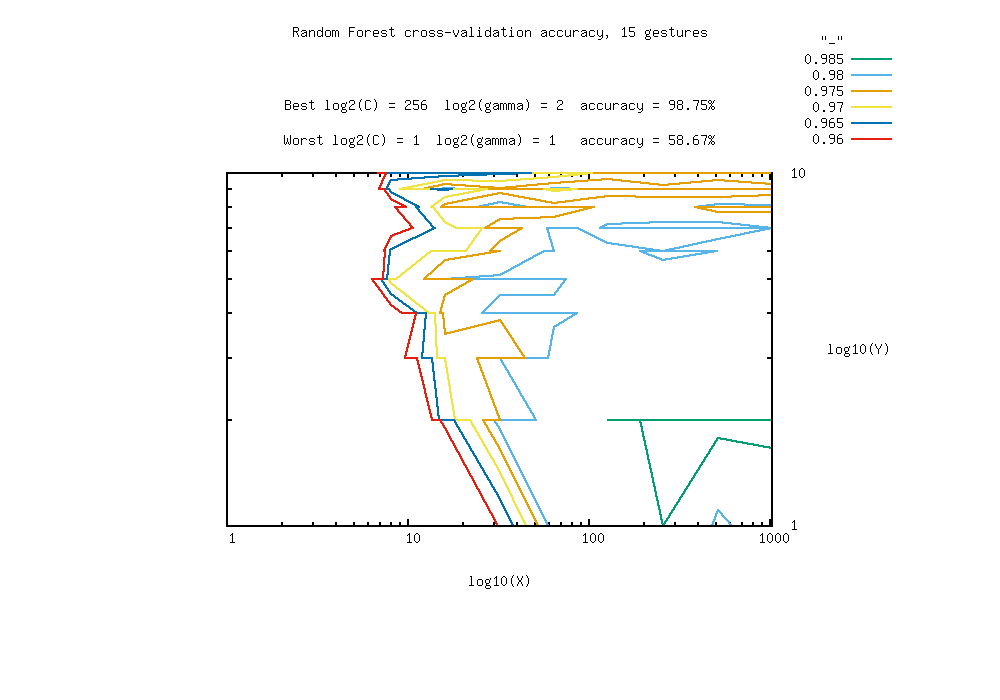 Random Forest cross-validation accuracy, 15 gestures
"_"
0.985
0.98
0.975
0.97
0.965
0.96
Best log2(C) = 256  log2(gamma) = 2  accuracy = 98.75%
Worst log2(C) = 1  log2(gamma) = 1   accuracy = 58.67%
10
log10(Y)
1
1 10 100 1000
log10(X)